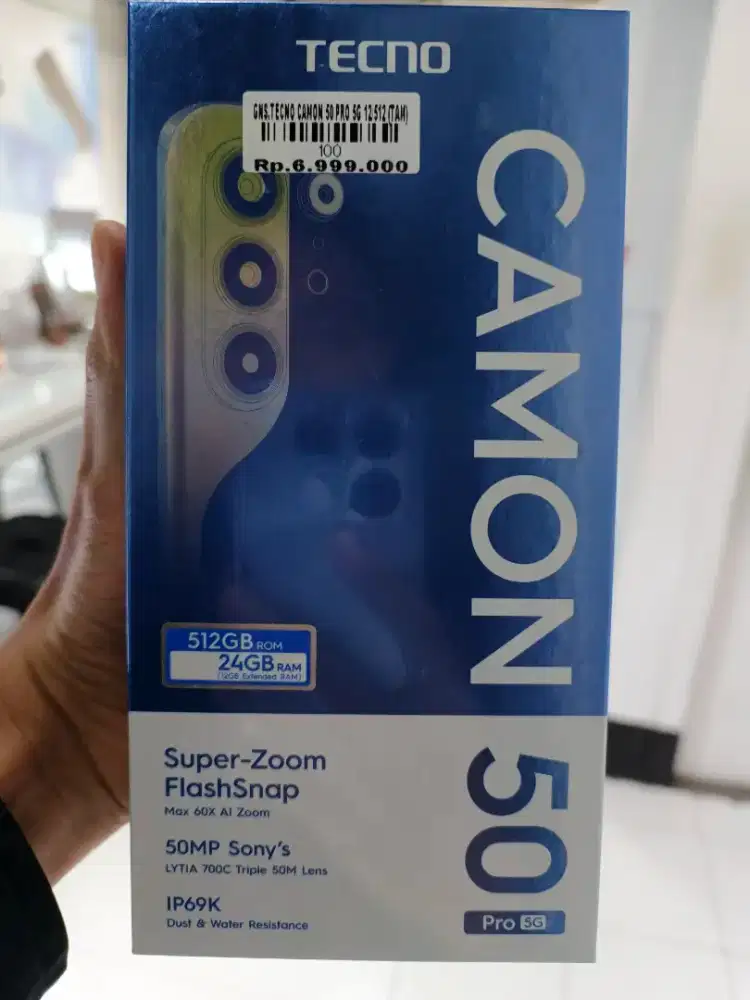 TECNO
GNS.TECNO CAMON 50 PRO 5G 12.512 (TAM)
100
Rp.6.999.000
CAMON 50
Pro 5G
512GB ROM
24GB RAM
(12GB Extended RAM)
Super-Zoom
FlashSnap
Max 60X AI Zoom
50MP Sony's
LYTIA 700C Triple 50M Lens
IP69K
Dust & Water Resistance